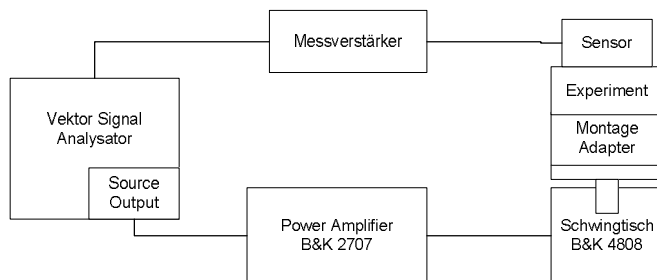 Messverstärker
Sensor
Experiment
Montage
Adapter
Vektor Signal
Analysator
Source
Output
Power Amplifier
B&K 2707
Schwingtisch
B&K 4808